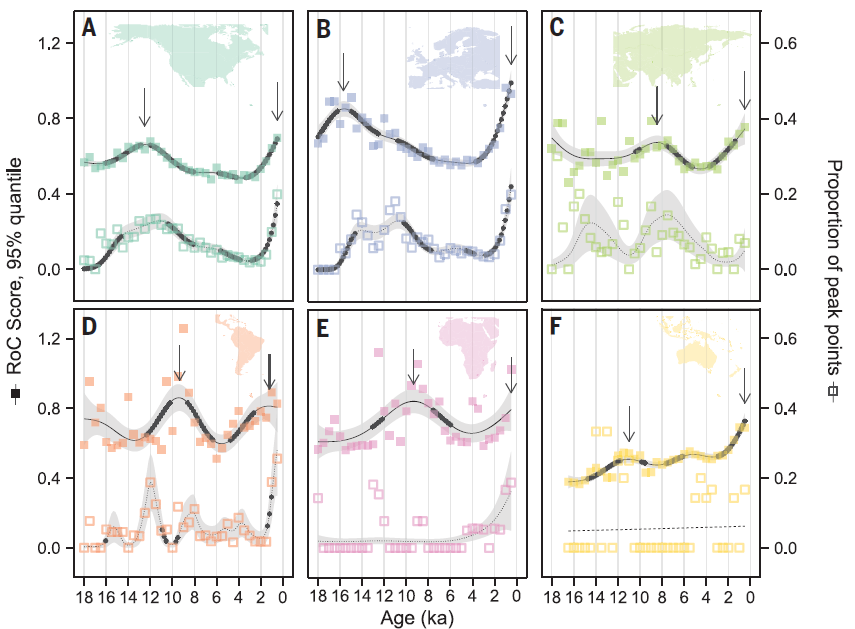 A B C
1.2 0.6
0.8 0.4
0.4 0.2
0.0 0.0
D E F
1.2 0.6
0.8 0.4
0.4 0.2
0.0 0.0
18 16 14 12 10 8 6 4 2 0 18 16 14 12 10 8 6 4 2 0 18 16 14 12 10 8 6 4 2 0
Age (ka)
RoC Score, 95% quantile
Proportion of
peak points